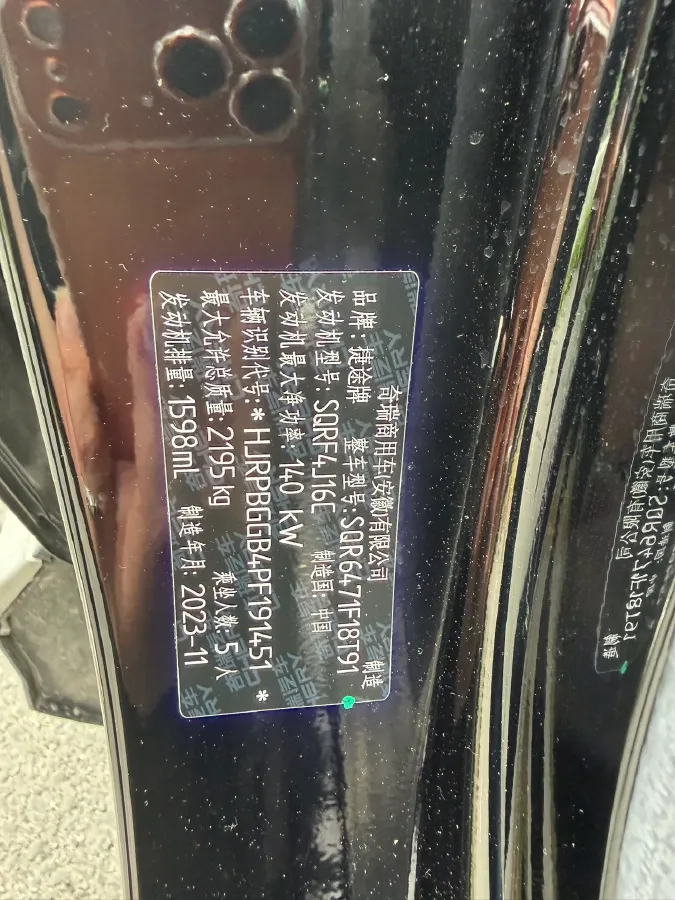 奇瑞商用车(安徽)有限公司 制造
品牌:捷途牌 整车型号:SQR6471F18T91
发动机型号:SQRF4J16C 制造国:中国
发动机最大净功率:140 kW
车辆识别代号:*HJRPBGGB4PF191451*
最大允许总质量:2195 kg 乘坐人数:5人
发动机排量:1598ml 制造年月:2023-11